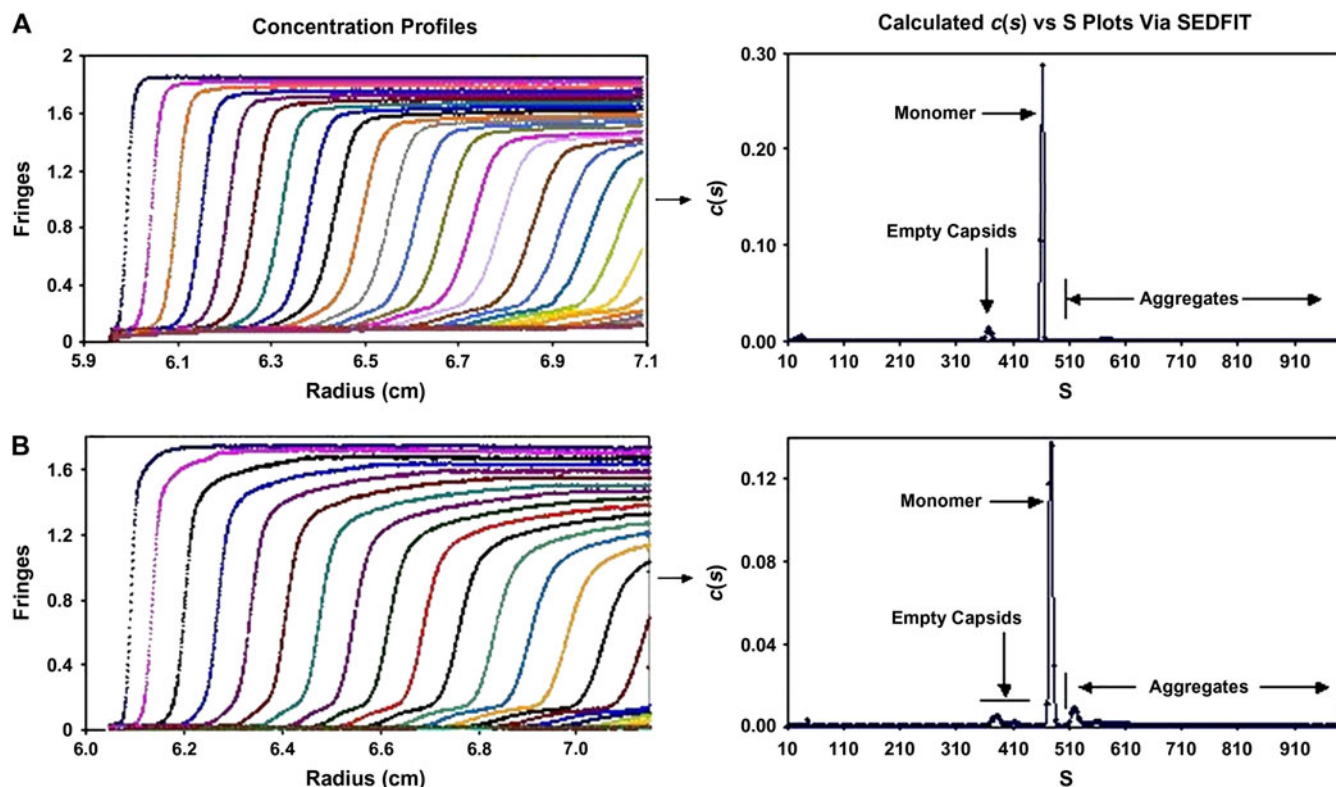 A
Concentration Profiles
Calculated c(s) vs S Plots Via SEDFIT
2
1.6
1.2
0.8
0.4
0
Fringes
5.9 6.1 6.3 6.5 6.7 6.9 7.1
Radius (cm)
0.30
0.20
0.10
0.00
c(s)
Monomer
Empty Capsids
Aggregates
10 110 210 310 410 510 610 710 810 910
S
B
1.6
1.2
0.8
0.4
0
Fringes
6.0 6.2 6.4 6.6 6.8 7.0
Radius (cm)
0.12
0.08
0.04
0.00
c(s)
Monomer
Empty Capsids
Aggregates
10 110 210 310 410 510 610 710 810 910
S